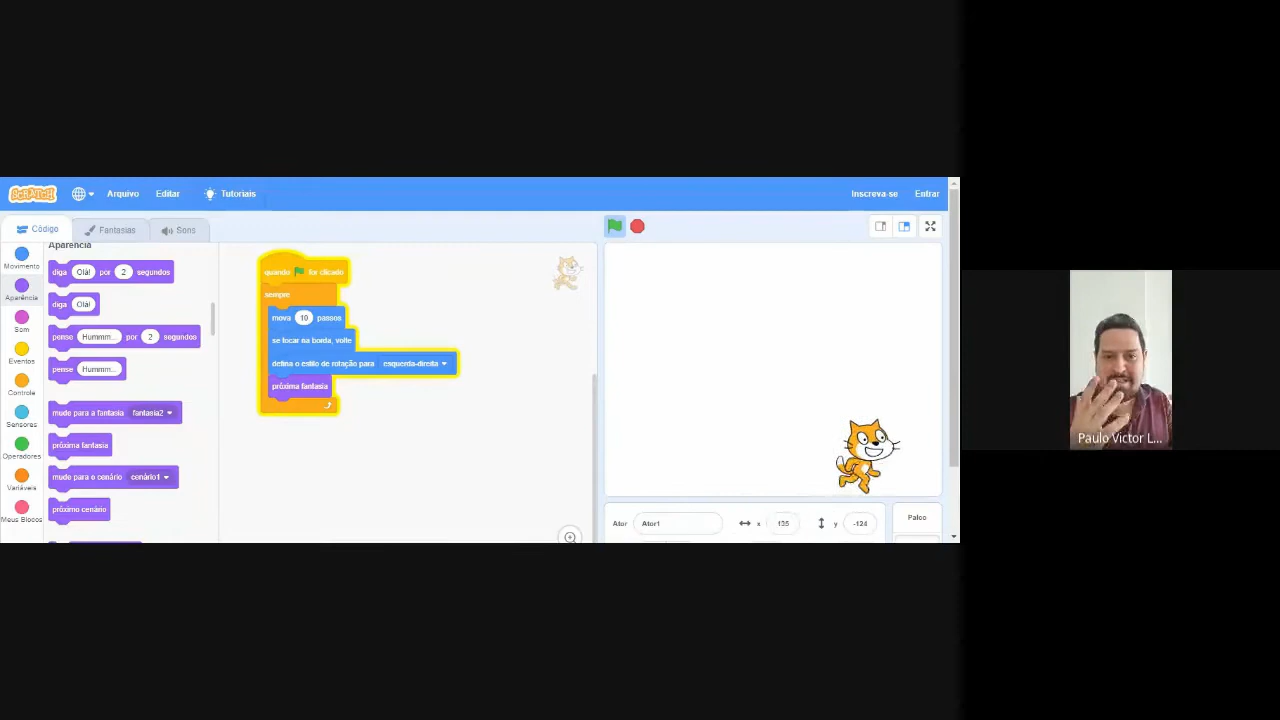 SCRATCH
Arquivo
Editar
Tutoriais
Inscreva-se
Entrar
Código
Fantasias
Sons
Movimento
Aparência
Som
Eventos
Controle
Sensores
Operadores
Variáveis
Meus Blocos
Aparência
diga Olá! por 2 segundos
diga Olá!
pense Hummm... por 2 segundos
pense Hummm...
mude para a fantasia fantasia2
próxima fantasia
mude para o cenário cenário1
próximo cenário
quando for clicado
sempre
mova 10 passos
se tocar na borda, volte
defina o estilo de rotação para esquerda-direita
próxima fantasia
Ator Ator1 x 135 y -124
Palco
Paulo Victor L...